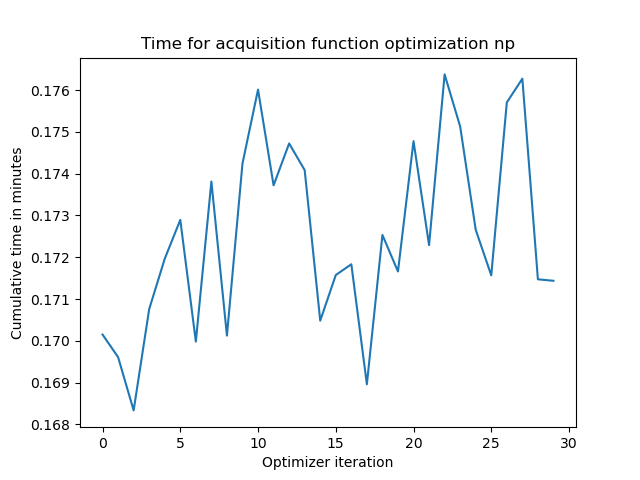 Time for acquisition function optimization np
0.176
0.175
0.174
0.173
0.172
0.171
0.170
0.169
0.168
Cumulative time in minutes
0 5 10 15 20 25 30
Optimizer iteration